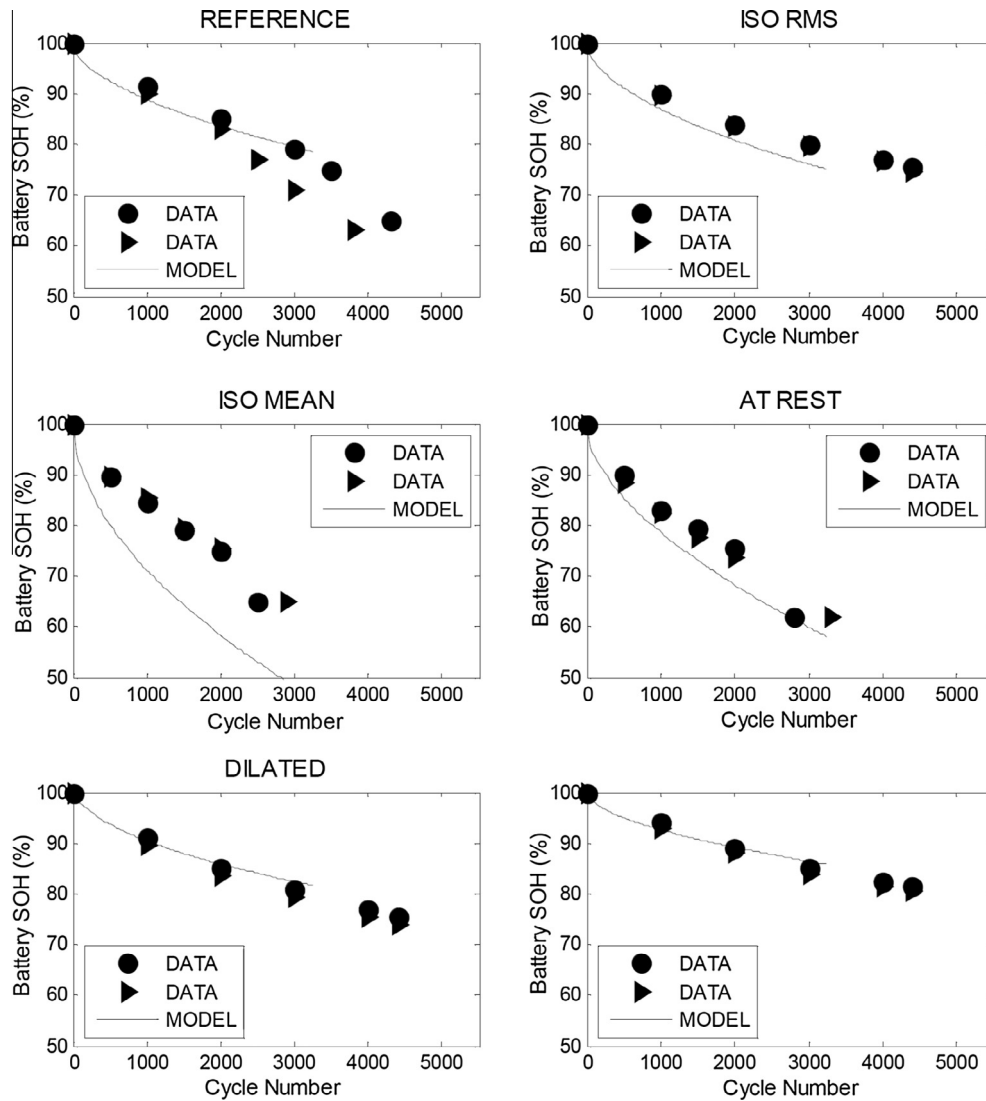 REFERENCE
100
90
80
70
60
50
Battery SOH (%)
DATA
DATA
MODEL
0 1000 2000 3000 4000 5000
Cycle Number
ISO RMS
100
90
80
70
60
50
Battery SOH (%)
DATA
DATA
MODEL
0 1000 2000 3000 4000 5000
Cycle Number
ISO MEAN
100
90
80
70
60
50
Battery SOH (%)
DATA
DATA
MODEL
0 1000 2000 3000 4000 5000
Cycle Number
AT REST
100
90
80
70
60
50
Battery SOH (%)
DATA
DATA
MODEL
0 1000 2000 3000 4000 5000
Cycle Number
DILATED
100
90
80
70
60
50
Battery SOH (%)
DATA
DATA
MODEL
0 1000 2000 3000 4000 5000
Cycle Number
100
90
80
70
60
50
Battery SOH (%)
DATA
DATA
MODEL
0 1000 2000 3000 4000 5000
Cycle Number